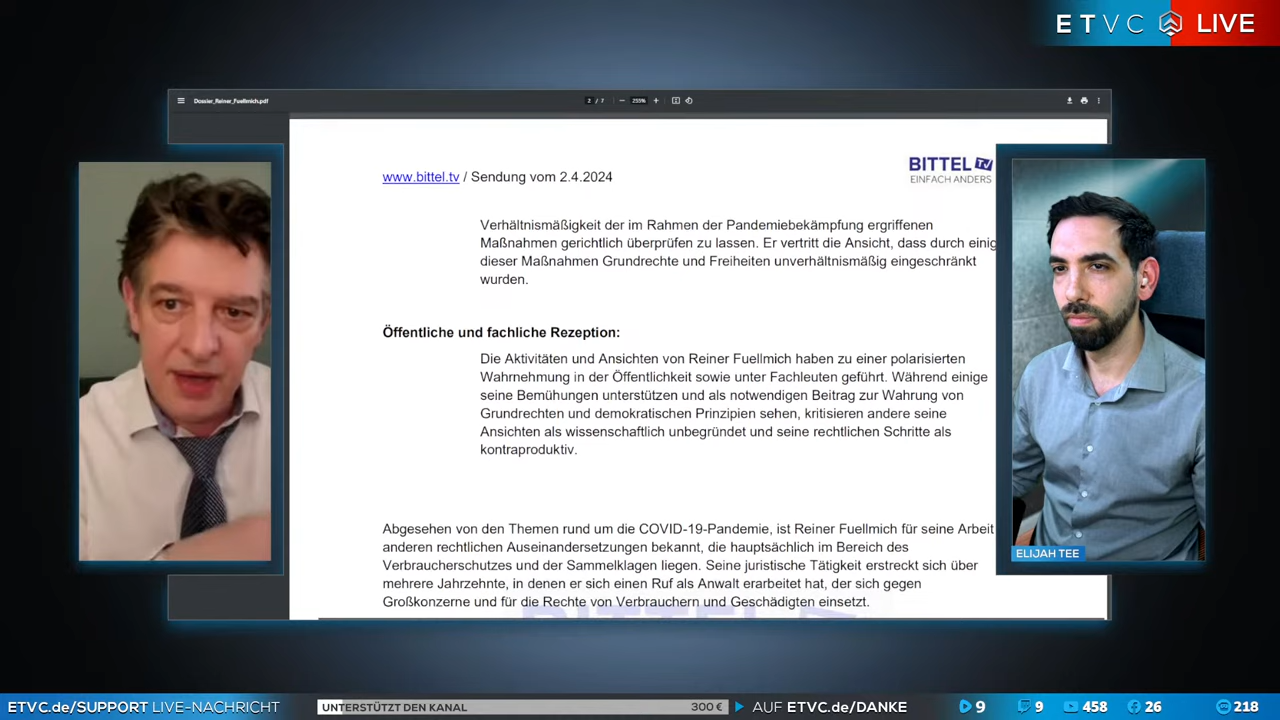 ETVC LIVE
Dossier_Reiner_Fuellmich.pdf
2 / 7
255%
www.bittel.tv / Sendung vom 2.4.2024
BITTEL TV
EINFACH ANDERS
Verhältnismäßigkeit der im Rahmen der Pandemiebekämpfung ergriffenen
Maßnahmen gerichtlich überprüfen zu lassen. Er vertritt die Ansicht, dass durch einig
dieser Maßnahmen Grundrechte und Freiheiten unverhältnismäßig eingeschränkt
wurden.
Öffentliche und fachliche Rezeption:
Die Aktivitäten und Ansichten von Reiner Fuellmich haben zu einer polarisierten
Wahrnehmung in der Öffentlichkeit sowie unter Fachleuten geführt. Während einige
seine Bemühungen unterstützen und als notwendigen Beitrag zur Wahrung von
Grundrechten und demokratischen Prinzipien sehen, kritisieren andere seine
Ansichten als wissenschaftlich unbegründet und seine rechtlichen Schritte als
kontraproduktiv.
Abgesehen von den Themen rund um die COVID-19-Pandemie, ist Reiner Fuellmich für seine Arbeit
anderen rechtlichen Auseinandersetzungen bekannt, die hauptsächlich im Bereich des
Verbraucherschutzes und der Sammelklagen liegen. Seine juristische Tätigkeit erstreckt sich über
mehrere Jahrzehnte, in denen er sich einen Ruf als Anwalt erarbeitet hat, der sich gegen
Großkonzerne und für die Rechte von Verbrauchern und Geschädigten einsetzt.
ELIJAH TEE
ETVC.de/SUPPORT LIVE-NACHRICHT
UNTERSTÜTZT DEN KANAL
300 €
AUF ETVC.de/DANKE
9
9
458
26
218